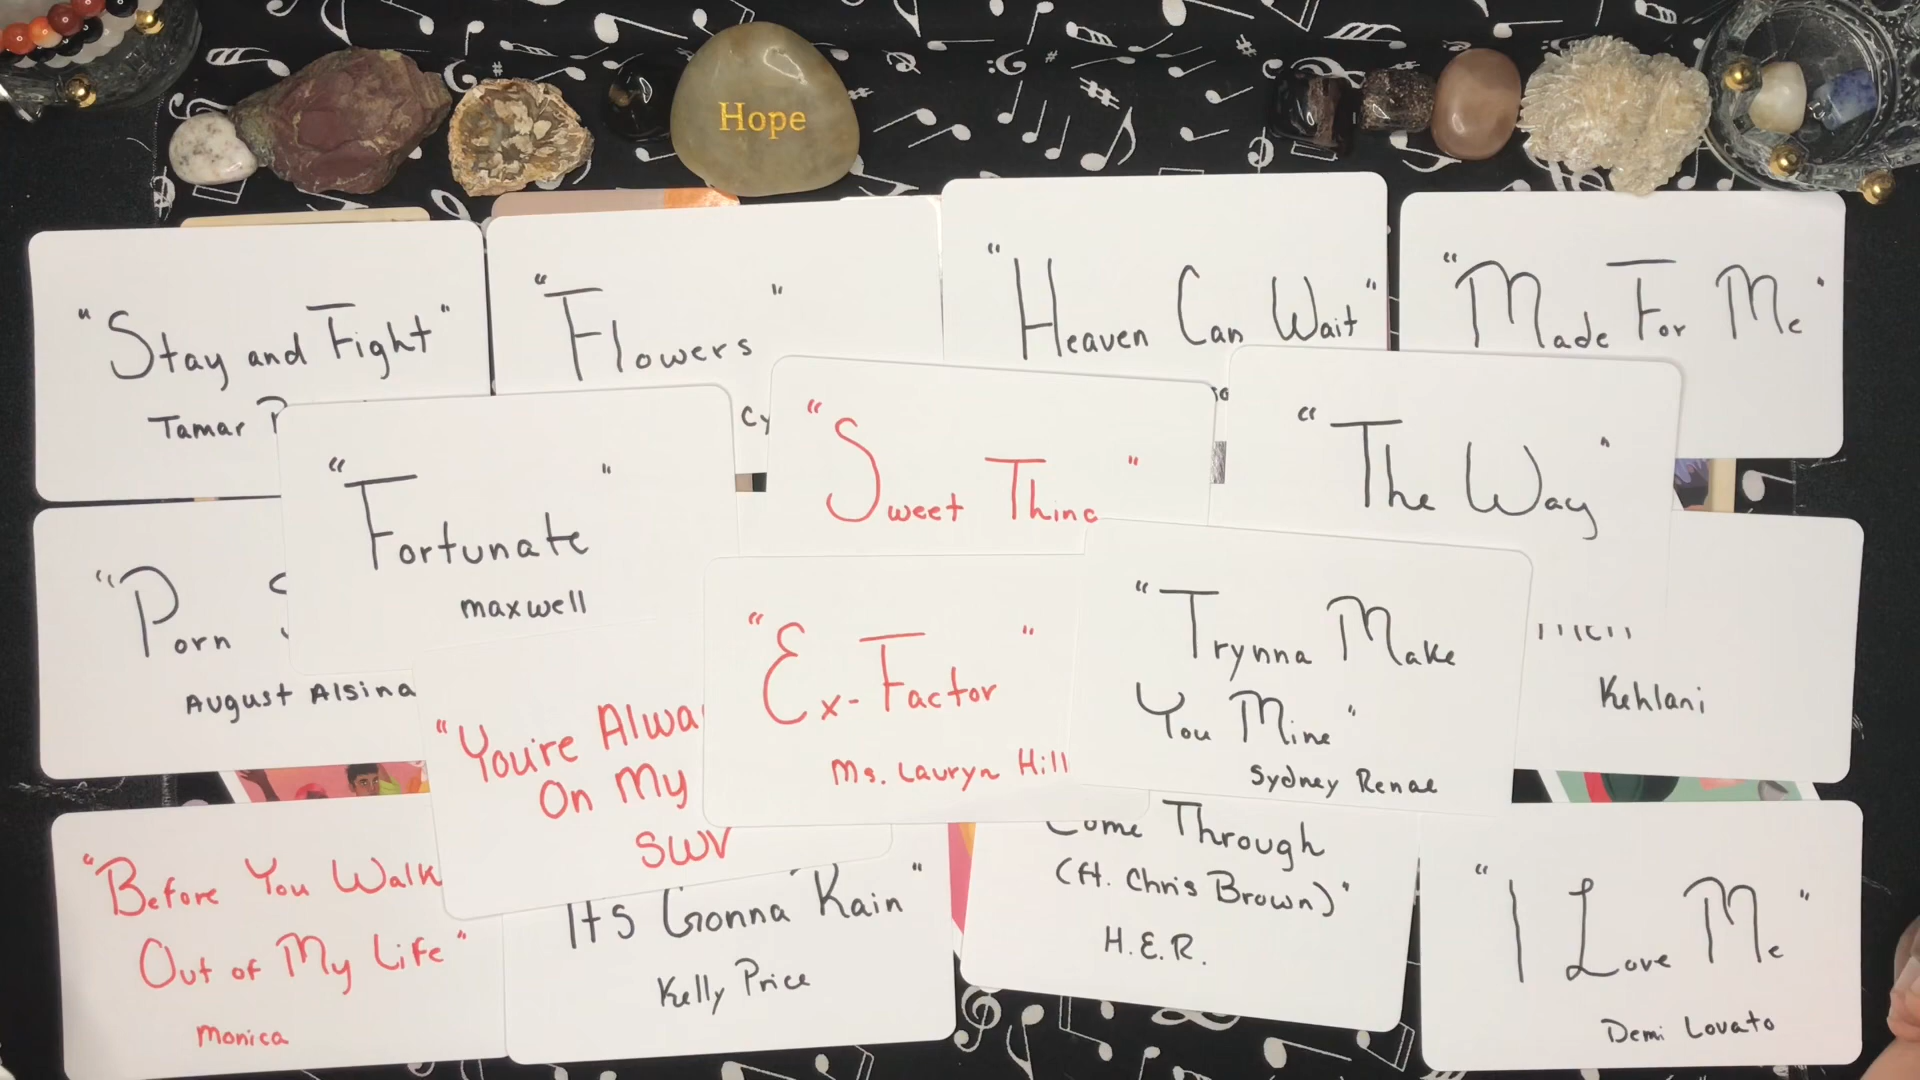 Hope
"Stay and Fight"
Tamar
"Flowers"
Cy
"Heaven Can Wait"
"Made For Me"
"Fortunate"
maxwell
"Sweet Thing"
"The Way"
"Porn
August Alsina
"You're Alwa
On My
SWV
"Ex-Factor"
Ms. Lauryn Hill
"Trynna Make
You Mine"
Sydney Renae
Kehlani
"Before You Walk
Out of My Life"
Monica
It's Gonna Rain"
Kelly Price
Come Through
(ft. Chris Brown)"
H.E.R.
"I Love Me"
Demi Lovato